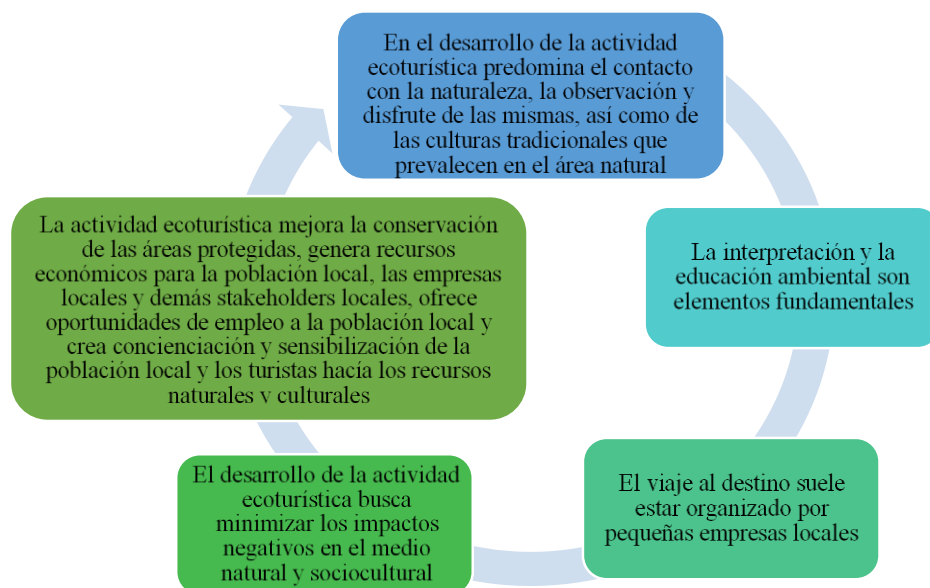 En el desarrollo de la actividad
ecoturística predomina el contacto
con la naturaleza, la observación y
disfrute de las mismas, así como de
las culturas tradicionales que
prevalecen en el área natural
La interpretación y la
educación ambiental son
elementos fundamentales
El viaje al destino suele
estar organizado por
pequeñas empresas locales
El desarrollo de la actividad
ecoturística busca
minimizar los impactos
negativos en el medio
natural y sociocultural
La actividad ecoturística mejora la conservación
de las áreas protegidas, genera recursos
económicos para la población local, las empresas
locales y demás stakeholders locales, ofrece
oportunidades de empleo a la población local y
crea concienciación y sensibilización de la
población local y los turistas hacía los recursos
naturales y culturales